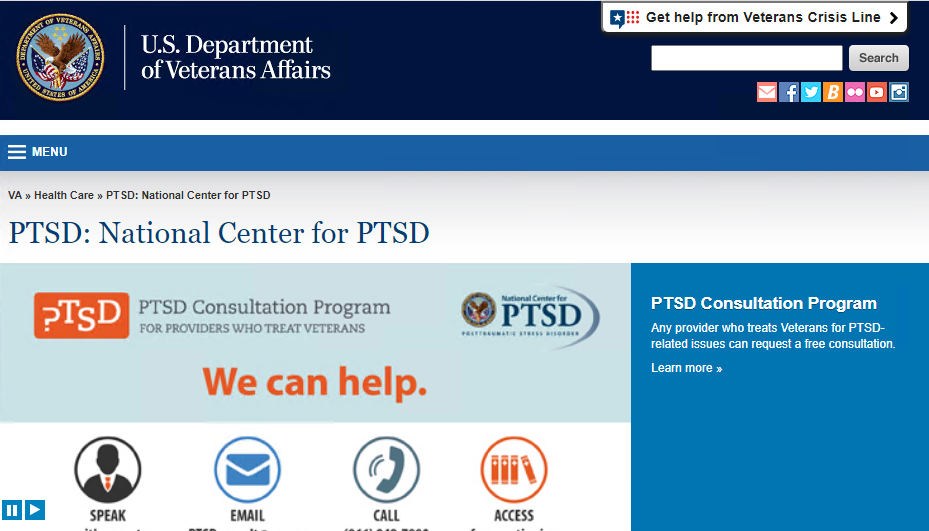 Get help from Veterans Crisis Line
DEPARTMENT OF VETERANS AFFAIRS
UNITED STATES OF AMERICA
U.S. Department
of Veterans Affairs
Search
MENU
VA » Health Care » PTSD: National Center for PTSD
PTSD: National Center for PTSD
PTSD
PTSD Consultation Program
FOR PROVIDERS WHO TREAT VETERANS
National Center for
PTSD
POSTTRAUMATIC STRESS DISORDER
We can help.
PTSD Consultation Program
Any provider who treats Veterans for PTSD-
related issues can request a free consultation.
Learn more »
SPEAK
EMAIL
CALL
ACCESS